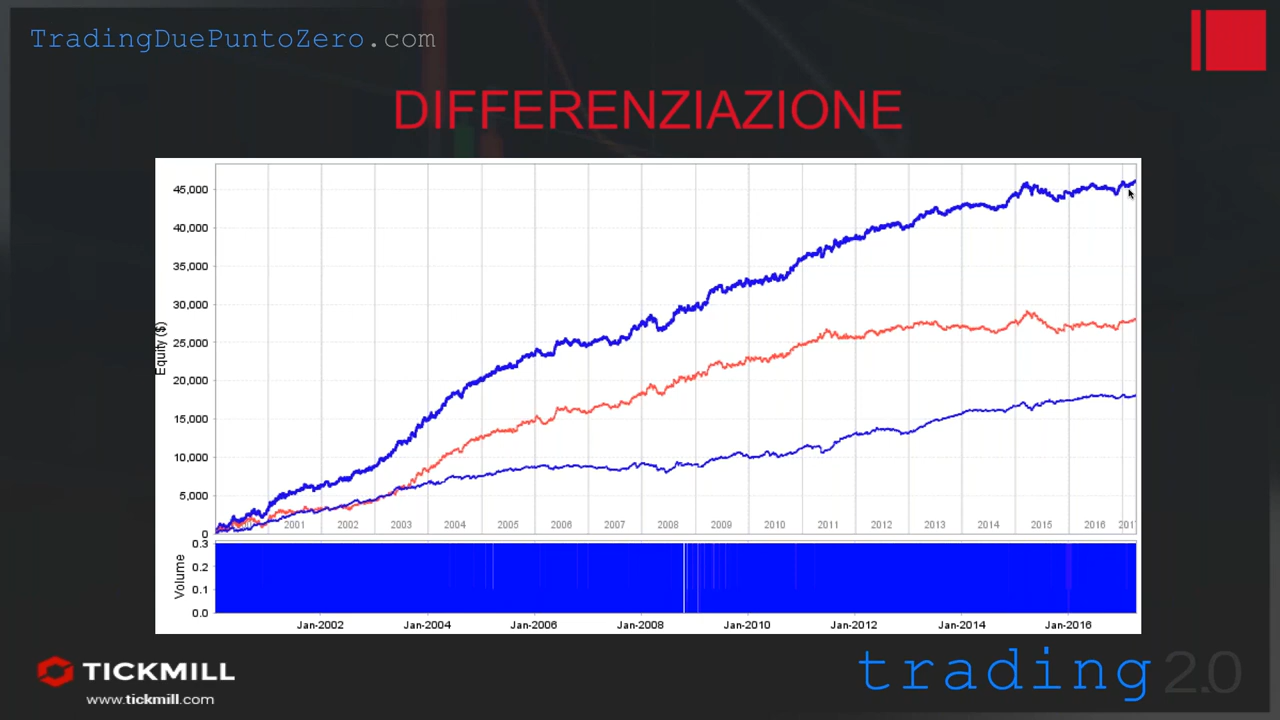 TradingDuePuntoZero.com
DIFFERENZIAZIONE
Equity ($)
45,000
40,000
35,000
30,000
25,000
20,000
15,000
10,000
5,000
0
2001 2002 2003 2004 2005 2006 2007 2008 2009 2010 2011 2012 2013 2014 2015 2016 201
Volume
0.3
0.2
0.1
0.0
Jan-2002 Jan-2004 Jan-2006 Jan-2008 Jan-2010 Jan-2012 Jan-2014 Jan-2016
TICKMILL
www.tickmill.com
trading 2.0